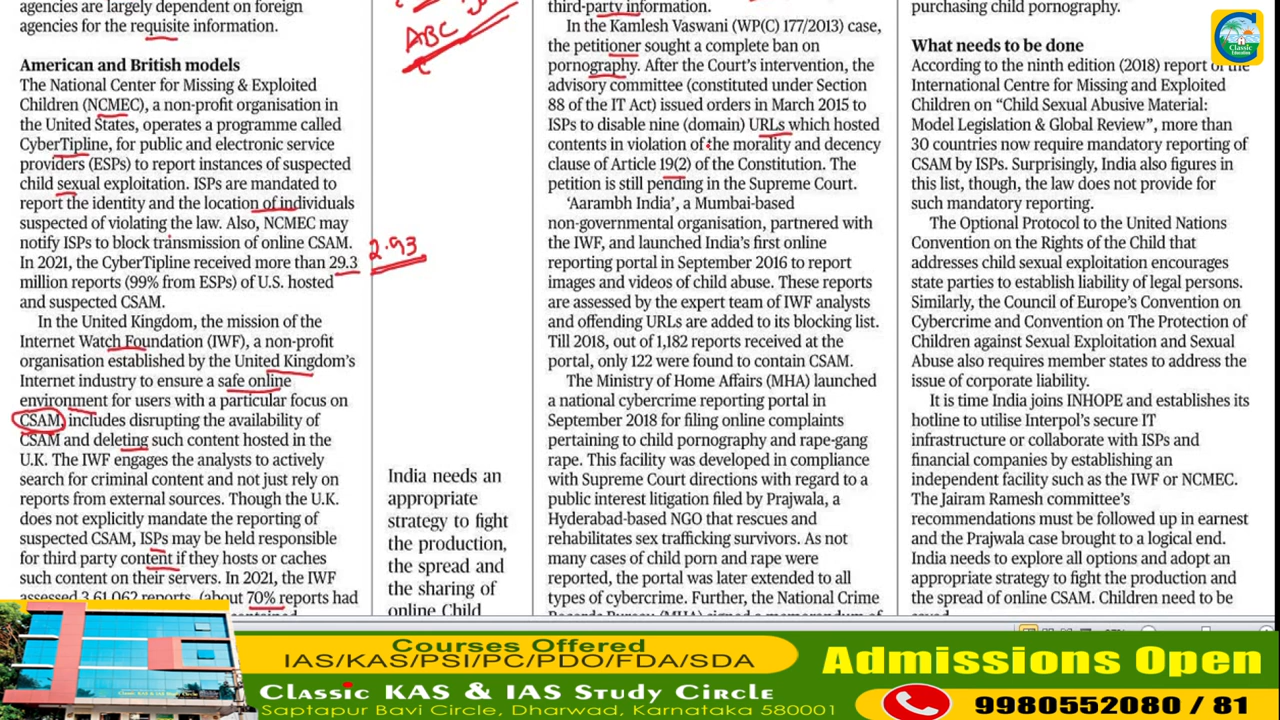 agencies are largely dependent on foreign
agencies for the requisite information.
American and British models
The National Center for Missing & Exploited
Children (NCMEC), a non-profit organisation in
the United States, operates a programme called
CyberTipline, for public and electronic service
providers (ESPs) to report instances of suspected
child sexual exploitation. ISPs are mandated to
report the identity and the location of individuals
suspected of violating the law. Also, NCMEC may
notify ISPs to block transmission of online CSAM.
In 2021, the CyberTipline received more than 29.3
million reports (99% from ESPs) of U.S. hosted
and suspected CSAM.
In the United Kingdom, the mission of the
Internet Watch Foundation (IWF), a non-profit
organisation established by the United Kingdom's
Internet industry to ensure a safe online
environment for users with a particular focus on
CSAM, includes disrupting the availability of
CSAM and deleting such content hosted in the
U.K. The IWF engages the analysts to actively
search for criminal content and not just rely on
reports from external sources. Though the U.K.
does not explicitly mandate the reporting of
suspected CSAM, ISPs may be held responsible
for third party content if they hosts or caches
such content on their servers. In 2021, the IWF
assessed 3,61,062 reports, (about 70% reports had
ABC
2.93
India needs an
appropriate
strategy to fight
the production,
the spread and
the sharing of
online Child
third-party information.
In the Kamlesh Vaswani (WP(C) 177/2013) case,
the petitioner sought a complete ban on
pornography. After the Court's intervention, the
advisory committee (constituted under Section
88 of the IT Act) issued orders in March 2015 to
ISPs to disable nine (domain) URLs which hosted
contents in violation of the morality and decency
clause of Article 19(2) of the Constitution. The
petition is still pending in the Supreme Court.
'Aarambh India', a Mumbai-based
non-governmental organisation, partnered with
the IWF, and launched India's first online
reporting portal in September 2016 to report
images and videos of child abuse. These reports
are assessed by the expert team of IWF analysts
and offending URLs are added to its blocking list.
Till 2018, out of 1,182 reports received at the
portal, only 122 were found to contain CSAM.
The Ministry of Home Affairs (MHA) launched
a national cybercrime reporting portal in
September 2018 for filing online complaints
pertaining to child pornography and rape-gang
rape. This facility was developed in compliance
with Supreme Court directions with regard to a
public interest litigation filed by Prajwala, a
Hyderabad-based NGO that rescues and
rehabilitates sex trafficking survivors. As not
many cases of child porn and rape were
reported, the portal was later extended to all
types of cybercrime. Further, the National Crime
Records Bureau (MHA) signed a memorandum of
purchasing child pornography.
What needs to be done
According to the ninth edition (2018) report of the
International Centre for Missing and Exploited
Children on "Child Sexual Abusive Material:
Model Legislation & Global Review", more than
30 countries now require mandatory reporting of
CSAM by ISPs. Surprisingly, India also figures in
this list, though, the law does not provide for
such mandatory reporting.
The Optional Protocol to the United Nations
Convention on the Rights of the Child that
addresses child sexual exploitation encourages
state parties to establish liability of legal persons.
Similarly, the Council of Europe's Convention on
Cybercrime and Convention on The Protection of
Children against Sexual Exploitation and Sexual
Abuse also requires member states to address the
issue of corporate liability.
It is time India joins INHOPE and establishes its
hotline to utilise Interpol's secure IT
infrastructure or collaborate with ISPs and
financial companies by establishing an
independent facility such as the IWF or NCMEC.
The Jairam Ramesh committee's
recommendations must be followed up in earnest
and the Prajwala case brought to a logical end.
India needs to explore all options and adopt an
appropriate strategy to fight the production and
the spread of online CSAM. Children need to be
Classic
Education
Courses Offered
IAS/KAS/PSI/PC/PDO/FDA/SDA
Classic KAS & IAS Study Circle
Saptapur Bavi Circle, Dharwad, Karnataka 580001
Admissions Open
9980552080 / 81